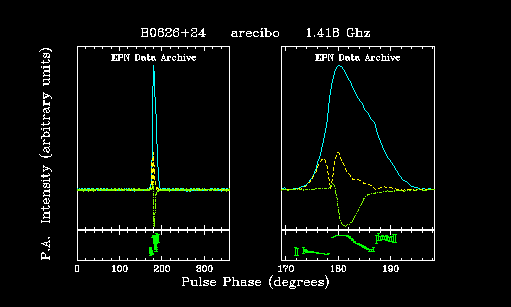 B0626+24 arecibo 1.418 Ghz
EPN Data Archive EPN Data Archive
Intensity (arbitrary units)
P.A.
0 100 200 300 170 180 190
Pulse Phase (degrees)